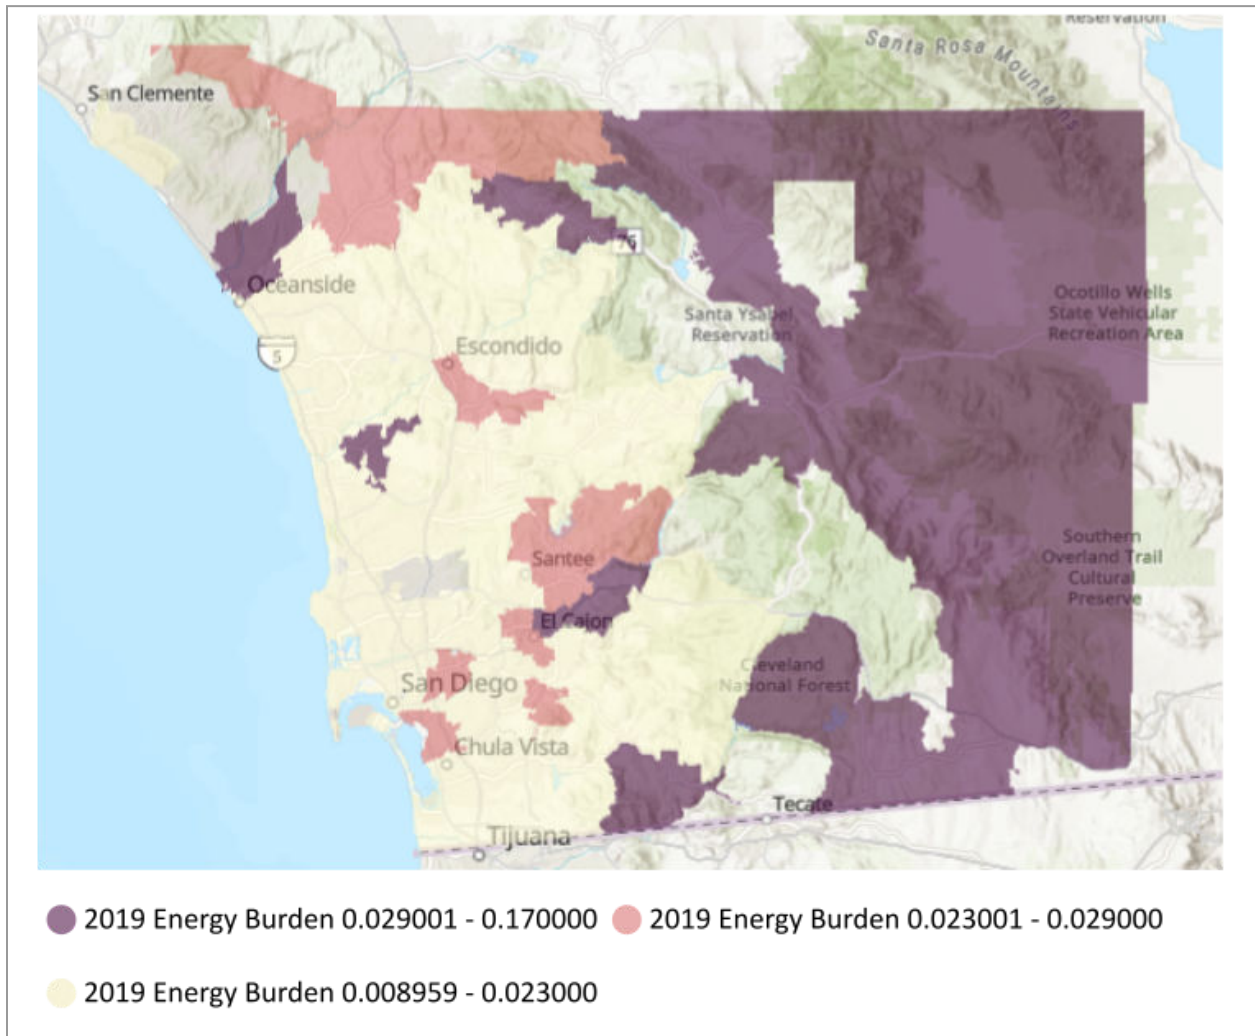 Reservation
Santa Rosa Mountains
San Clemente
76
Oceanside
Ocotillo Wells
State Vehicular
Recreation Area
Santa Ysabel
Reservation
5
Escondido
Southern
Overland Trail
Cultural
Preserve
Santee
El Cajon
Cleveland
National Forest
San Diego
Chula Vista
Tecate
Tijuana
2019 Energy Burden 0.029001 - 0.170000
2019 Energy Burden 0.023001 - 0.029000
2019 Energy Burden 0.008959 - 0.023000